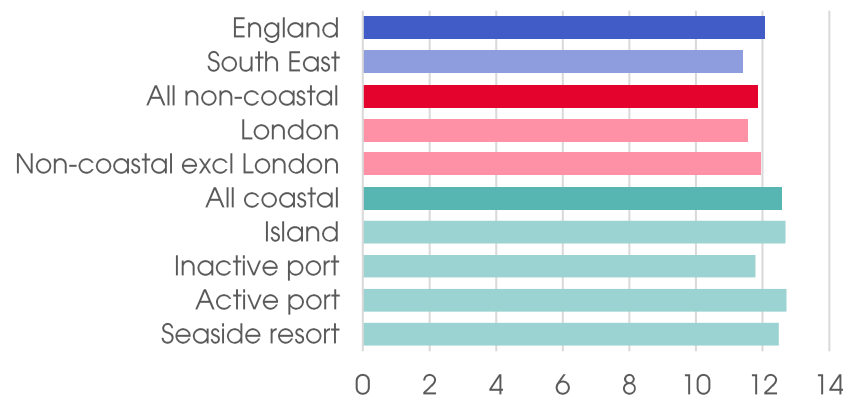 England
South East
All non-coastal
London
Non-coastal excl London
All coastal
Island
Inactive port
Active port
Seaside resort
0 2 4 6 8 10 12 14